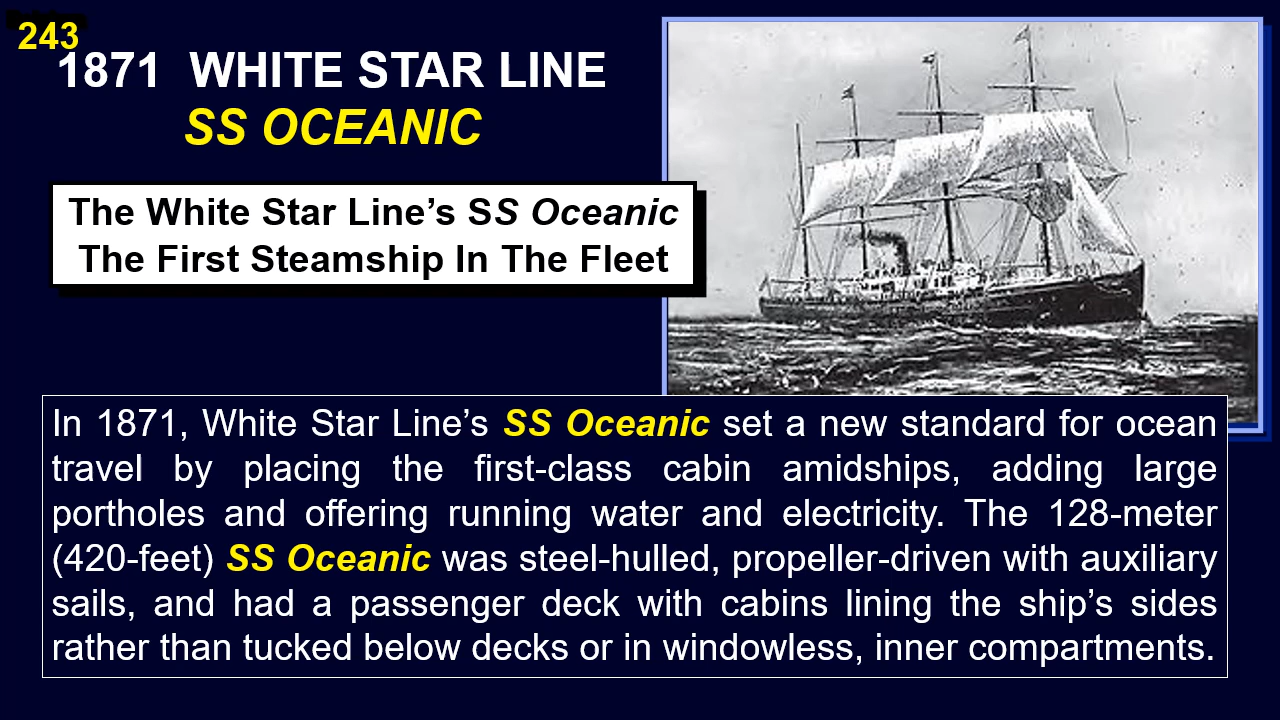 243
1871 WHITE STAR LINE
SS OCEANIC
The White Star Line’s SS Oceanic
The First Steamship In The Fleet
In 1871, White Star Line’s SS Oceanic set a new standard for ocean
travel by placing the first-class cabin amidships, adding large
portholes and offering running water and electricity. The 128-meter
(420-feet) SS Oceanic was steel-hulled, propeller-driven with auxiliary
sails, and had a passenger deck with cabins lining the ship’s sides
rather than tucked below decks or in windowless, inner compartments.